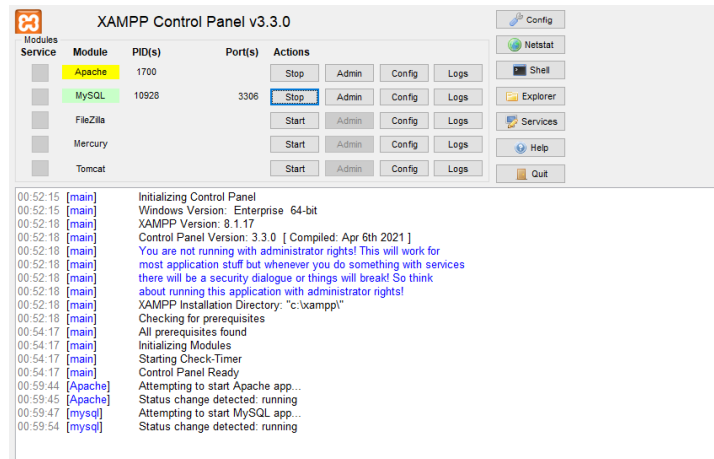 XAMPP Control Panel v3.3.0
Config
Modules
Service Module PID(s) Port(s) Actions
Netstat
Apache 1700 Stop Admin Config Logs
Shell
MySQL 10928 3306 Stop Admin Config Logs
Explorer
FileZilla Start Admin Config Logs
Services
Mercury Start Admin Config Logs
Help
Tomcat Start Admin Config Logs
Quit
00:52:15 [main] Initializing Control Panel
00:52:15 [main] Windows Version: Enterprise 64-bit
00:52:18 [main] XAMPP Version: 8.1.17
00:52:18 [main] Control Panel Version: 3.3.0 [ Compiled: Apr 6th 2021 ]
00:52:18 [main] You are not running with administrator rights! This will work for
00:52:18 [main] most application stuff but whenever you do something with services
00:52:18 [main] there will be a security dialogue or things will break! So think
00:52:18 [main] about running this application with administrator rights!
00:52:18 [main] XAMPP Installation Directory: "c:\xampp\"
00:52:18 [main] Checking for prerequisites
00:54:17 [main] All prerequisites found
00:54:17 [main] Initializing Modules
00:54:17 [main] Starting Check-Timer
00:54:17 [main] Control Panel Ready
00:59:44 [Apache] Attempting to start Apache app...
00:59:45 [Apache] Status change detected: running
00:59:47 [mysql] Attempting to start MySQL app...
00:59:54 [mysql] Status change detected: running